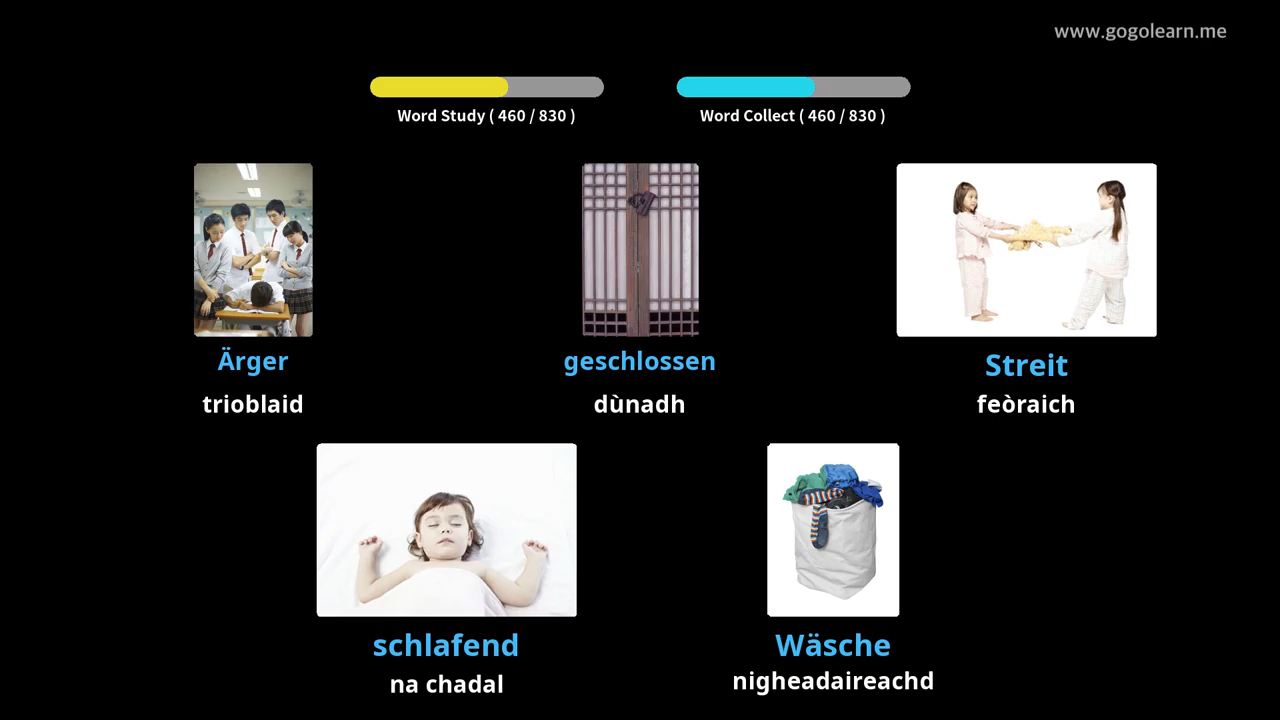 www.gogolearn.me
Word Study ( 460 / 830 )
Word Collect ( 460 / 830 )
Ärger
trioblaid
geschlossen
dùnadh
Streit
feòraich
schlafend
na chadal
Wäsche
nigheadaireachd